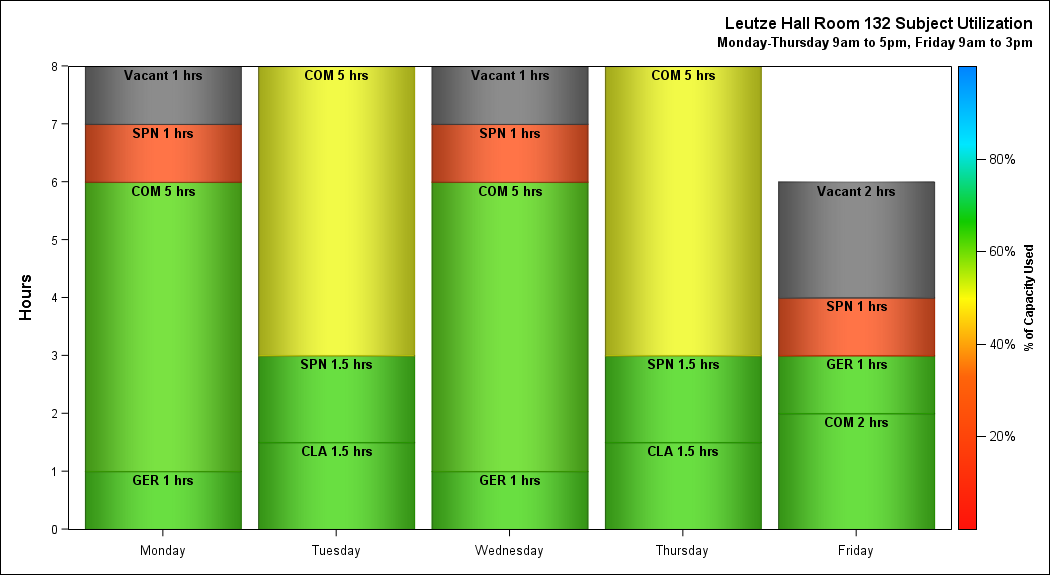 Leutze Hall Room 132 Subject Utilization
Monday-Thursday 9am to 5pm, Friday 9am to 3pm
Hours
8
7
6
5
4
3
2
1
0
Vacant 1 hrs
SPN 1 hrs
COM 5 hrs
GER 1 hrs
COM 5 hrs
SPN 1.5 hrs
CLA 1.5 hrs
Vacant 1 hrs
SPN 1 hrs
COM 5 hrs
GER 1 hrs
COM 5 hrs
SPN 1.5 hrs
CLA 1.5 hrs
Vacant 2 hrs
SPN 1 hrs
GER 1 hrs
COM 2 hrs
Monday
Tuesday
Wednesday
Thursday
Friday
80%
60%
40%
20%
% of Capacity Used